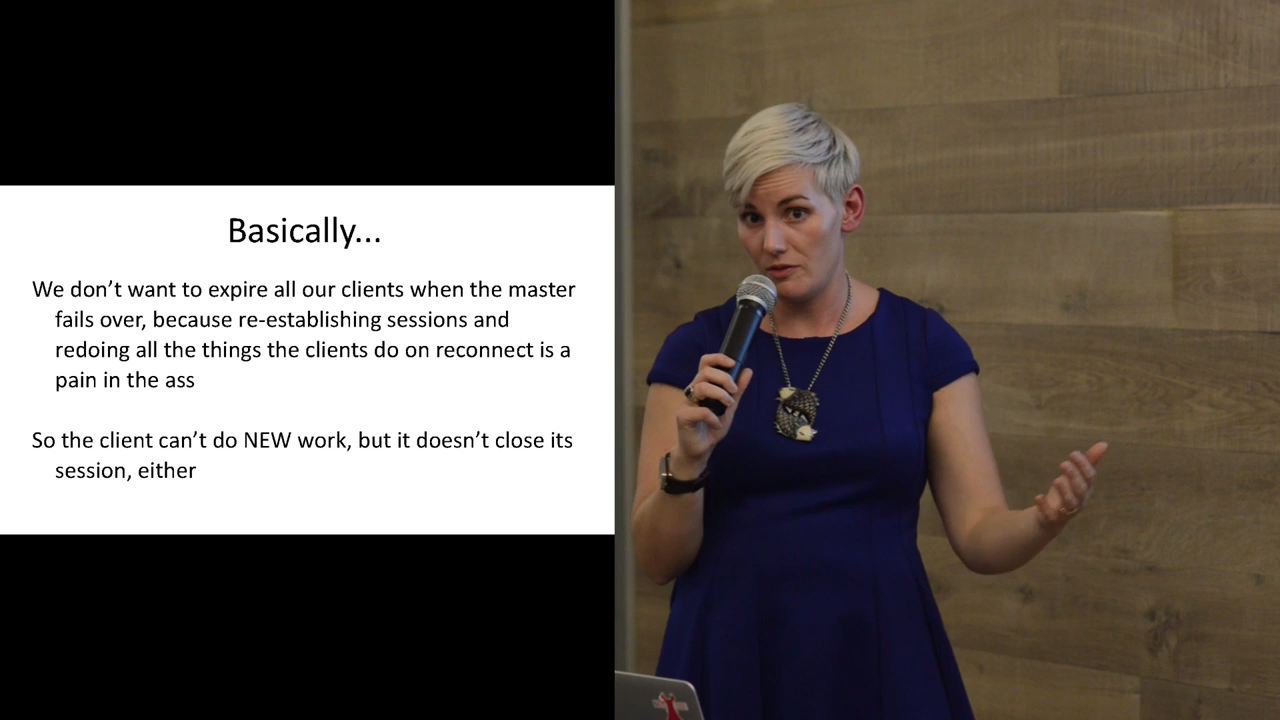 Basically...
We don’t want to expire all our clients when the master
fails over, because re-establishing sessions and
redoing all the things the clients do on reconnect is a
pain in the ass
So the client can’t do NEW work, but it doesn’t close its
session, either